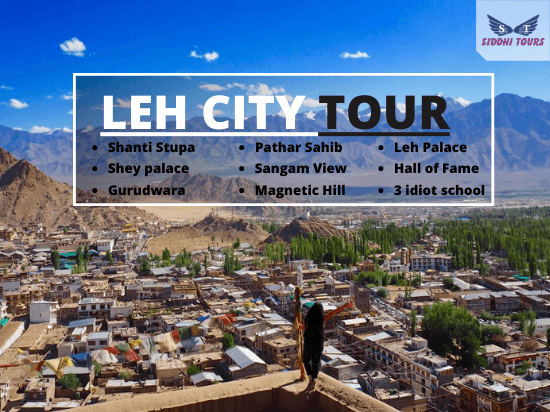 S T
SIDDHI TOURS
LEH CITY TOUR
• Shanti Stupa • Pathar Sahib • Leh Palace
• Shey palace Sangam View • Hall of Fame
• Gurudwara • Magnetic Hill • 3 idiot school